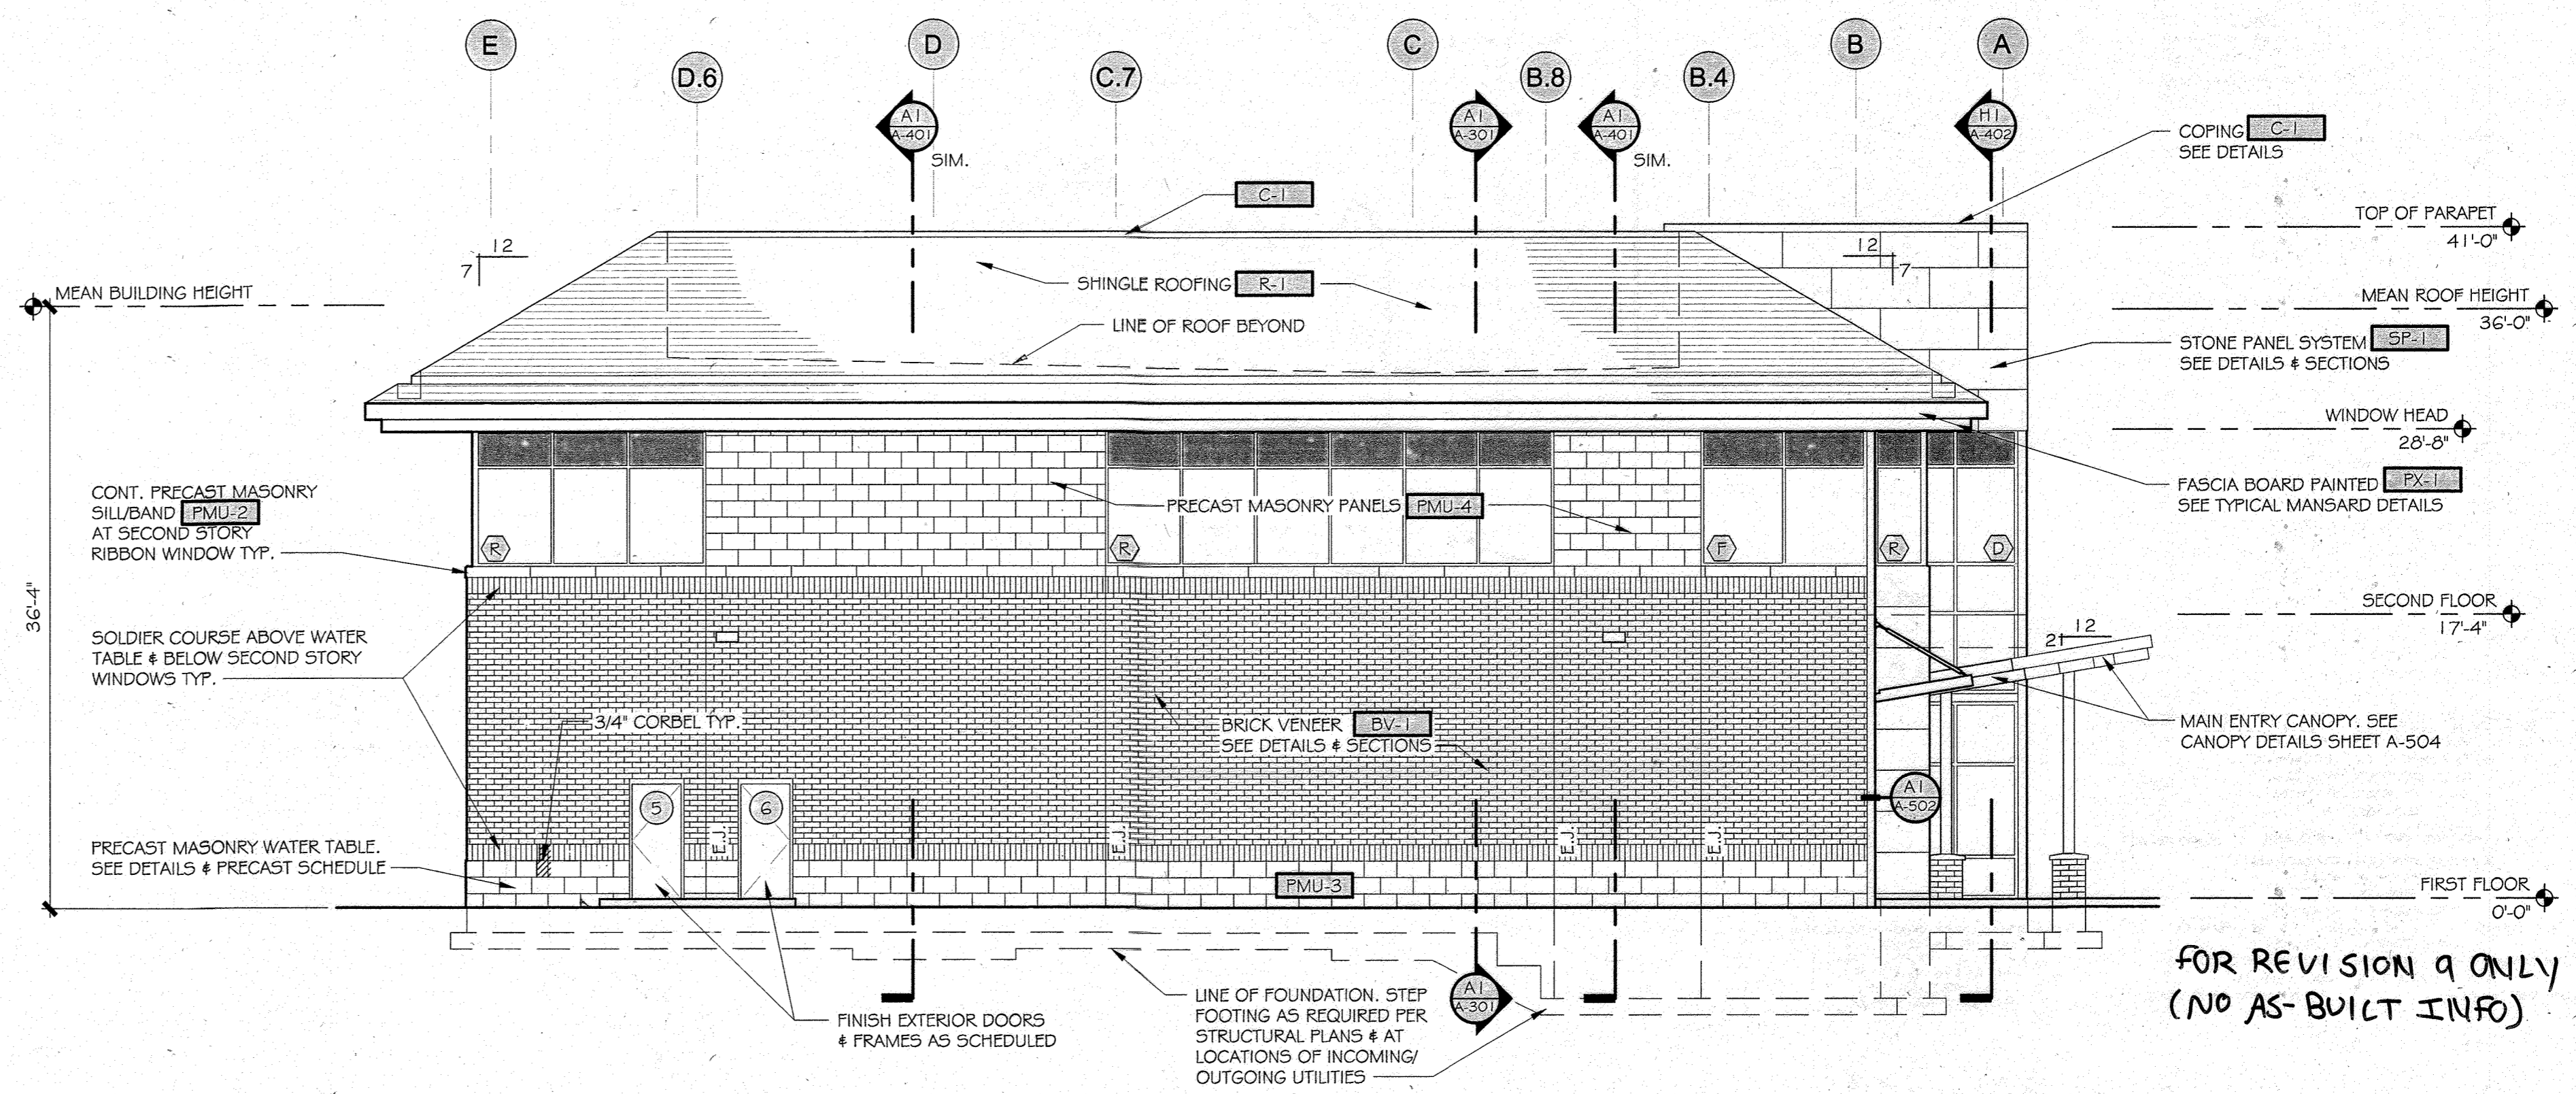 E
D
C
B
A
D.6
C.7
B.8
B.4
A1
A-401
SIM.
A1
A-301
A1
A-401
SIM.
H1
A-402
COPING C-1
SEE DETAILS
C-1
TOP OF PARAPET
41'-0"
12
7
12
7
SHINGLE ROOFING R-1
MEAN BUILDING HEIGHT
MEAN ROOF HEIGHT
36'-0"
LINE OF ROOF BEYOND
STONE PANEL SYSTEM SP-1
SEE DETAILS & SECTIONS
WINDOW HEAD
28'-8"
FASCIA BOARD PAINTED PX-1
SEE TYPICAL MANSARD DETAILS
CONT. PRECAST MASONRY
SILL/BAND PMU-2
AT SECOND STORY
RIBBON WINDOW TYP.
PRECAST MASONRY PANELS PMU-4
R
R
F
R
D
36'-4"
SECOND FLOOR
17'-4"
12
2
SOLDIER COURSE ABOVE WATER
TABLE & BELOW SECOND STORY
WINDOWS TYP.
3/4" CORBEL TYP.
BRICK VENEER BV-1
SEE DETAILS & SECTIONS
MAIN ENTRY CANOPY. SEE
CANOPY DETAILS SHEET A-504
5
6
A1
A-502
E.J.
E.J.
E.J.
E.J.
PRECAST MASONRY WATER TABLE.
SEE DETAILS & PRECAST SCHEDULE
PMU-3
FIRST FLOOR
0'-0"
FINISH EXTERIOR DOORS
& FRAMES AS SCHEDULED
LINE OF FOUNDATION. STEP
FOOTING AS REQUIRED PER
STRUCTURAL PLANS & AT
LOCATIONS OF INCOMING/
OUTGOING UTILITIES
A1
A-301
FOR REVISION 9 ONLY
(NO AS-BUILT INFO)